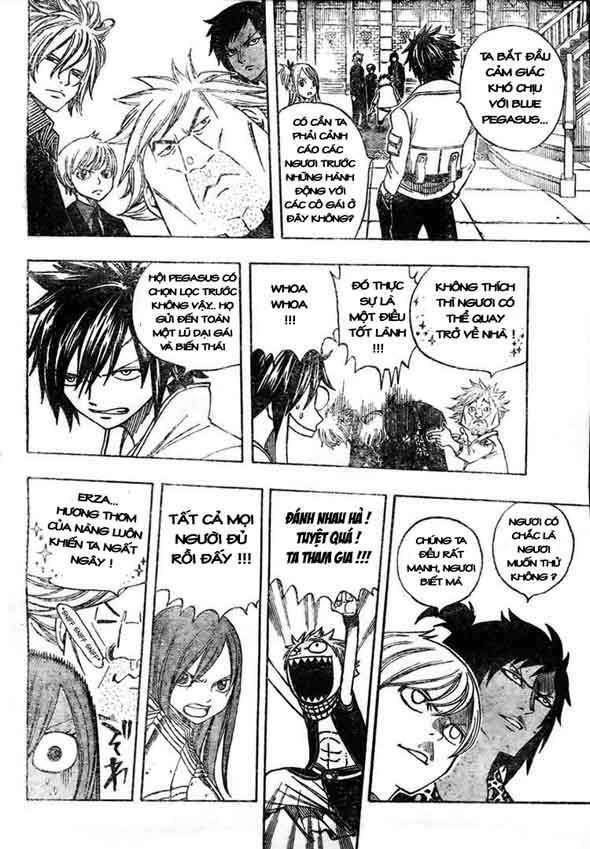 TA BẮT ĐẦU
CẢM GIÁC
KHÓ CHỊU
VỚI BLUE
PEGASUS...
CÓ CẦN TA
PHẢI CẢNH
CÁO CÁC
NGƯƠI TRƯỚC
NHỮNG HÀNH
ĐỘNG VỚI
CÁC CÔ GÁI Ở
ĐÂY KHÔNG?
KHÔNG THÍCH
THÌ NGƯƠI CÓ
THỂ QUAY
TRỞ VỀ NHÀ !
ĐÓ THỰC
SỰ LÀ
MỘT ĐIỀU
TỐT LÀNH
!!!
WHOA
WHOA
!!!
HỘI PEGASUS CÓ
CHỌN LỌC TRƯỚC
KHÔNG VẬY.. HỌ
GỬI ĐẾN TOÀN
MỘT LŨ DẠI GÁI
VÀ BIẾN THÁI
NGƯƠI CÓ
CHẮC LÀ
NGƯƠI
MUỐN THỬ
KHÔNG ?
CHÚNG TA
ĐỀU RẤT
MẠNH, NGƯƠI
BIẾT MÀ
ĐÁNH NHAU HẢ !
TUYỆT QUÁ !
TA THAM GIA !!!
TẤT CẢ MỌI
NGƯỜI ĐỦ
RỒI ĐẤY !!!
ERZA...
HƯƠNG THƠM
CỦA NÀNG LUÔN
KHIẾN TA NGẤT
NGÂY !
SNIFF SNIFF SNIFF
ぞわ